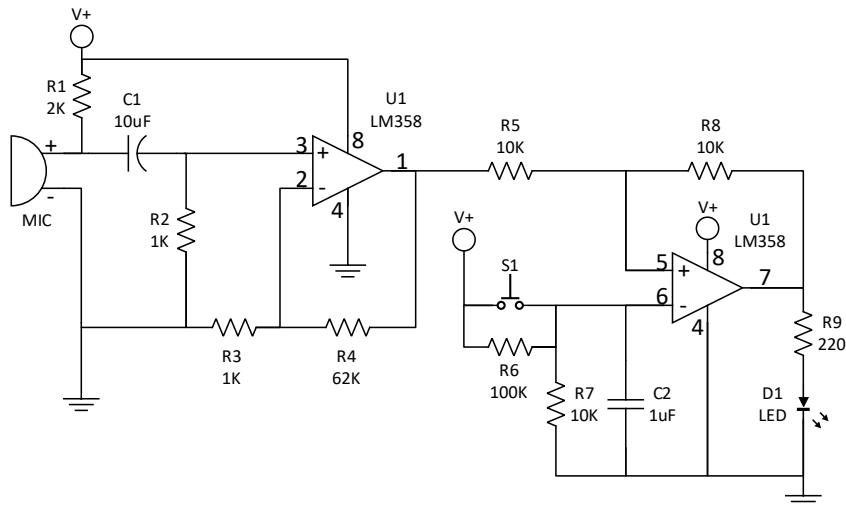 V+
R1
2K
C1
10uF
+
-
MIC
R2
1K
R3
1K
R4
62K
U1
LM358
3
+
2
-
8
4
1
R5
10K
R8
10K
V+
S1
R6
100K
R7
10K
C2
1uF
V+
U1
LM358
5
+
6
-
8
4
7
R9
220
D1
LED